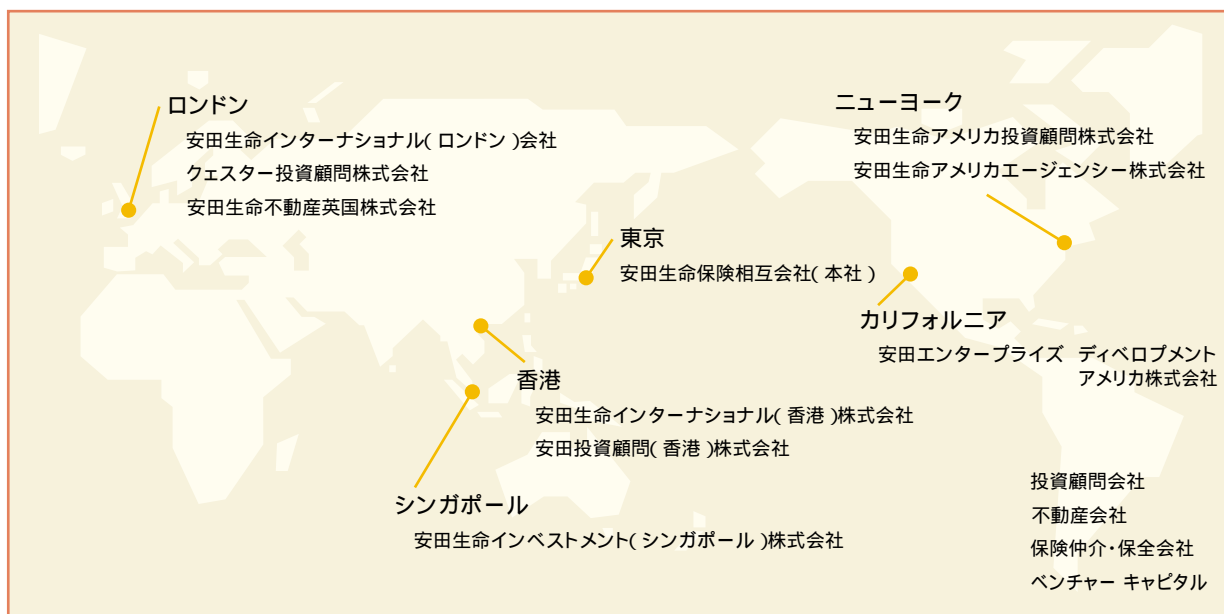 ロンドン
安田生命インターナショナル( ロンドン )会社
クェスター投資顧問株式会社
安田生命不動産英国株式会社
東京
安田生命保険相互会社( 本社 )
香港
安田生命インターナショナル( 香港 )株式会社
安田投資顧問( 香港 )株式会社
シンガポール
安田生命インベストメント( シンガポール )株式会社
ニューヨーク
安田生命アメリカ投資顧問株式会社
安田生命アメリカエージェンシー株式会社
カリフォルニア
安田エンタープライズ ディベロプメント
アメリカ株式会社
投資顧問会社
不動産会社
保険仲介・保全会社
ベンチャー キャピタル